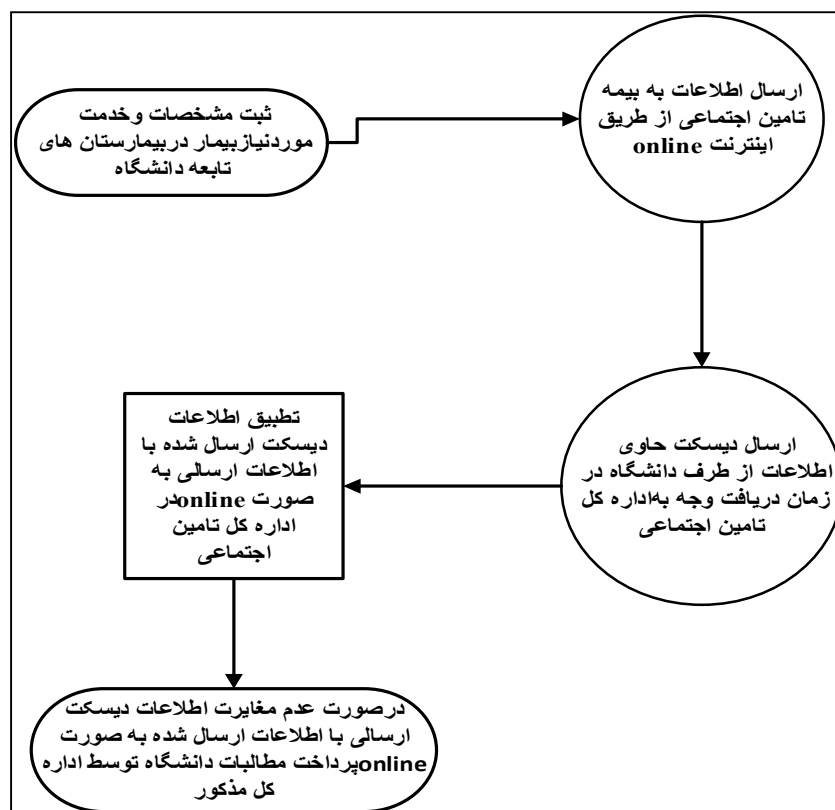 ثبت مشخصات وخدمت
موردنیازبیمار دربیمارستان های
تابعه دانشگاه
ارسال اطلاعات به بیمه
تامین اجتماعی از طریق
اینترنت online
ارسال دیسکت حاوی
اطلاعات از طرف دانشگاه در
زمان دریافت وجه به‌اداره کل
تامین اجتماعی
تطبیق اطلاعات
دیسکت ارسال شده با
اطلاعات ارسالی به
صورت onlineدر
اداره کل تامین
اجتماعی
درصورت عدم مغایرت اطلاعات دیسکت
ارسالی با اطلاعات ارسال شده به صورت
onlineپرداخت مطالبات دانشگاه توسط اداره
کل مذکور